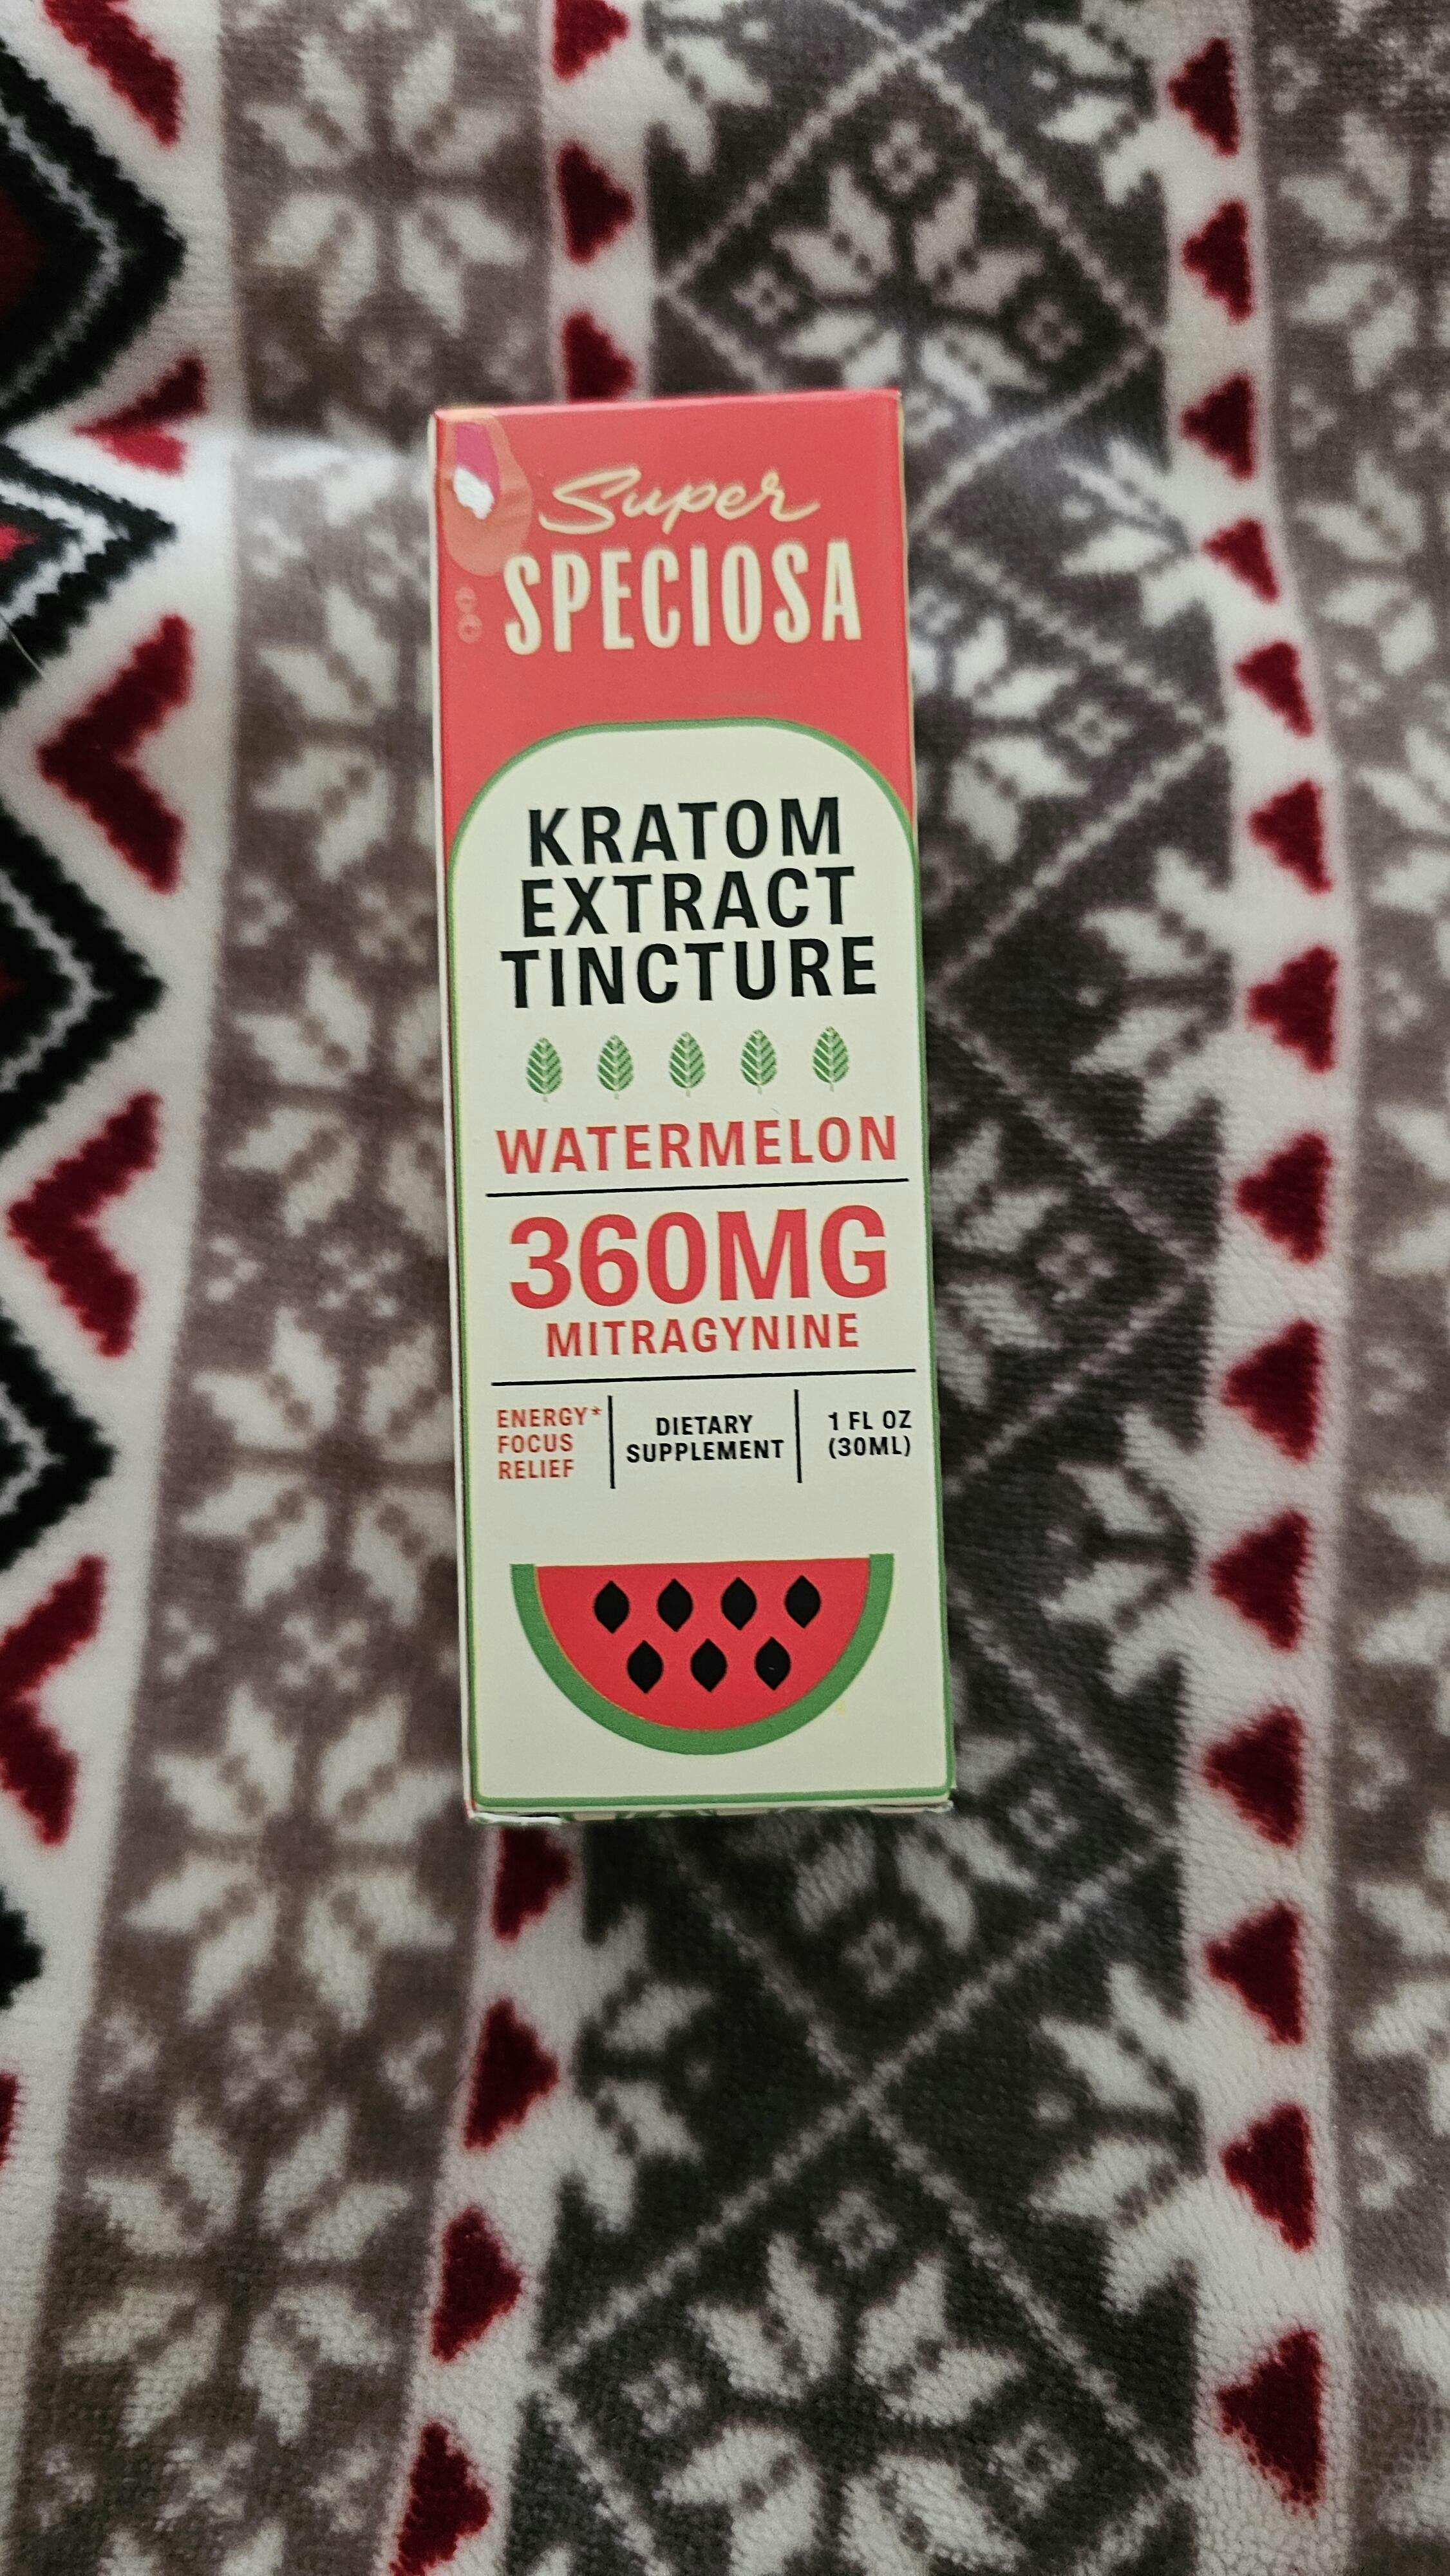 Super
SPECIOSA
KRATOM
EXTRACT
TINCTURE
WATERMELON
360MG
MITRAGYNINE
ENERGY*
FOCUS
RELIEF
DIETARY
SUPPLEMENT
1 FL OZ
(30ML)